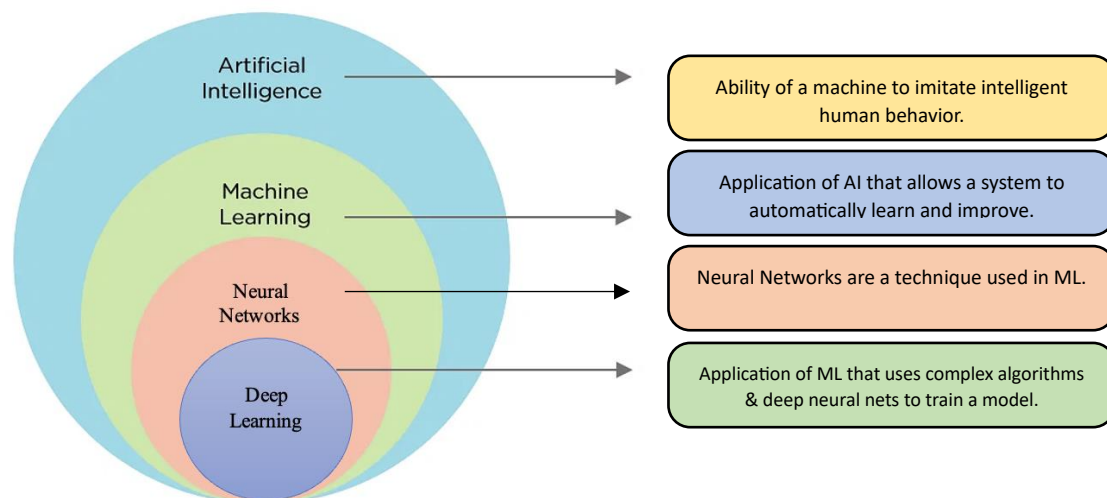 Artificial
Intelligence
Ability of a machine to imitate intelligent
human behavior.
Machine
Learning
Application of AI that allows a system to
automatically learn and improve.
Neural
Networks
Neural Networks are a technique used in ML.
Deep
Learning
Application of ML that uses complex algorithms
& deep neural nets to train a model.